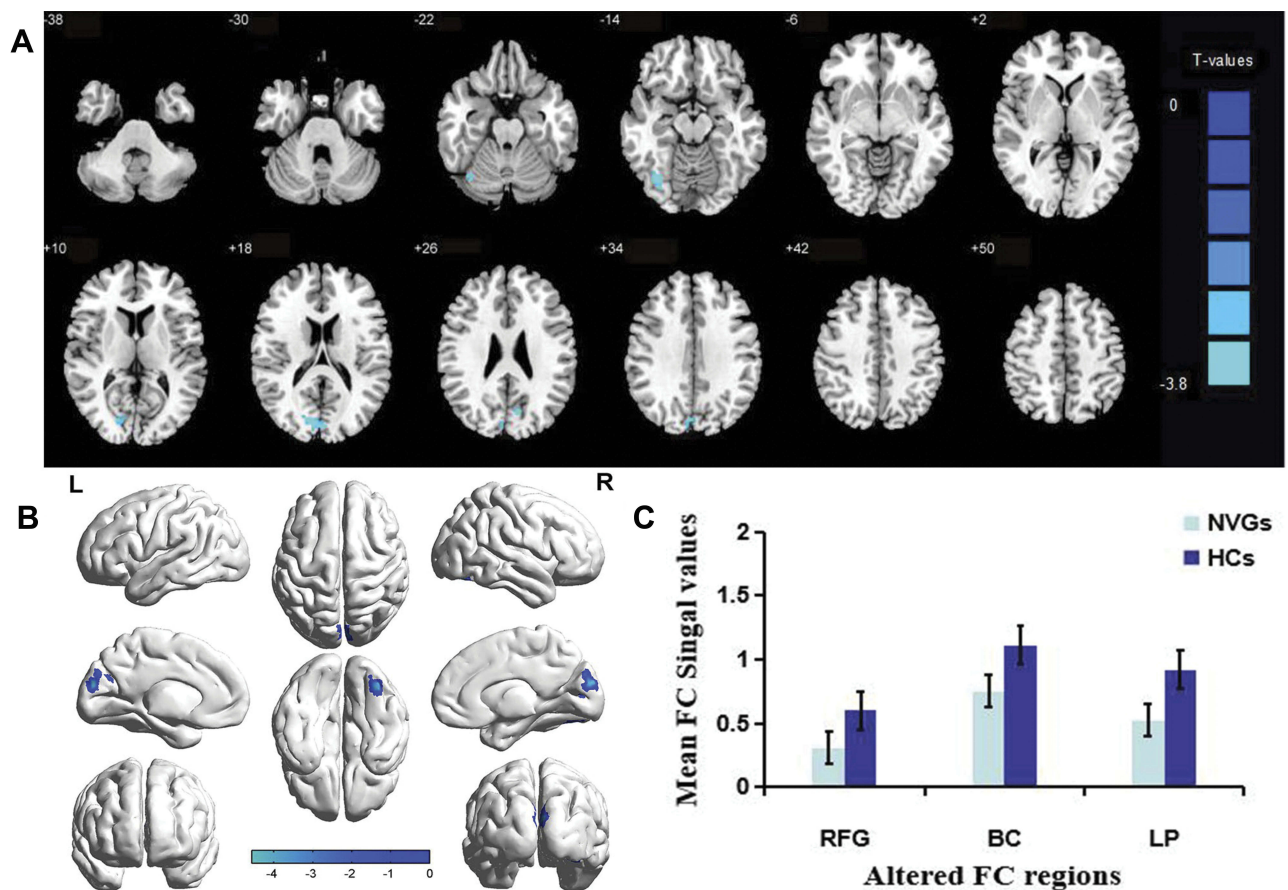 A
-38 -30 -22 -14 -6 +2
T-values
0
-3.8
+10 +18 +26 +34 +42 +50
B
L
R
-4 -3 -2 -1 0
C
Mean FC Singal values
2
1.5
1
0.5
0
NVGs
HCs
RFG BC LP
Altered FC regions